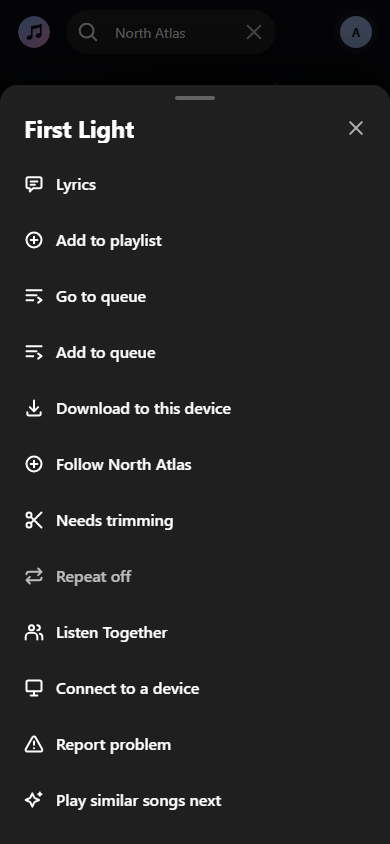 North Atlas
A
First Light
Lyrics
Add to playlist
Go to queue
Add to queue
Download to this device
Follow North Atlas
Needs trimming
Repeat off
Listen Together
Connect to a device
Report problem
Play similar songs next